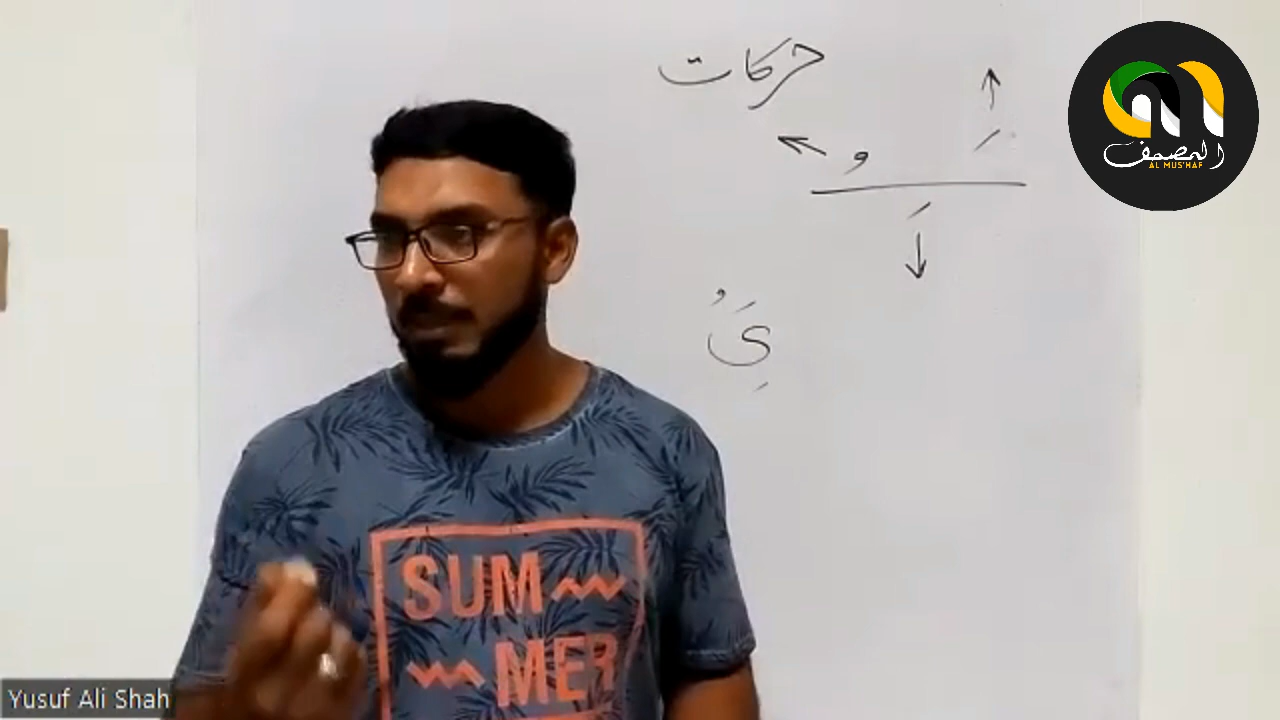 حركات
َ ُ
ِ
يَُِ
المصحف
AL MUS'HAF
SUM
MER
Yusuf Ali Shah